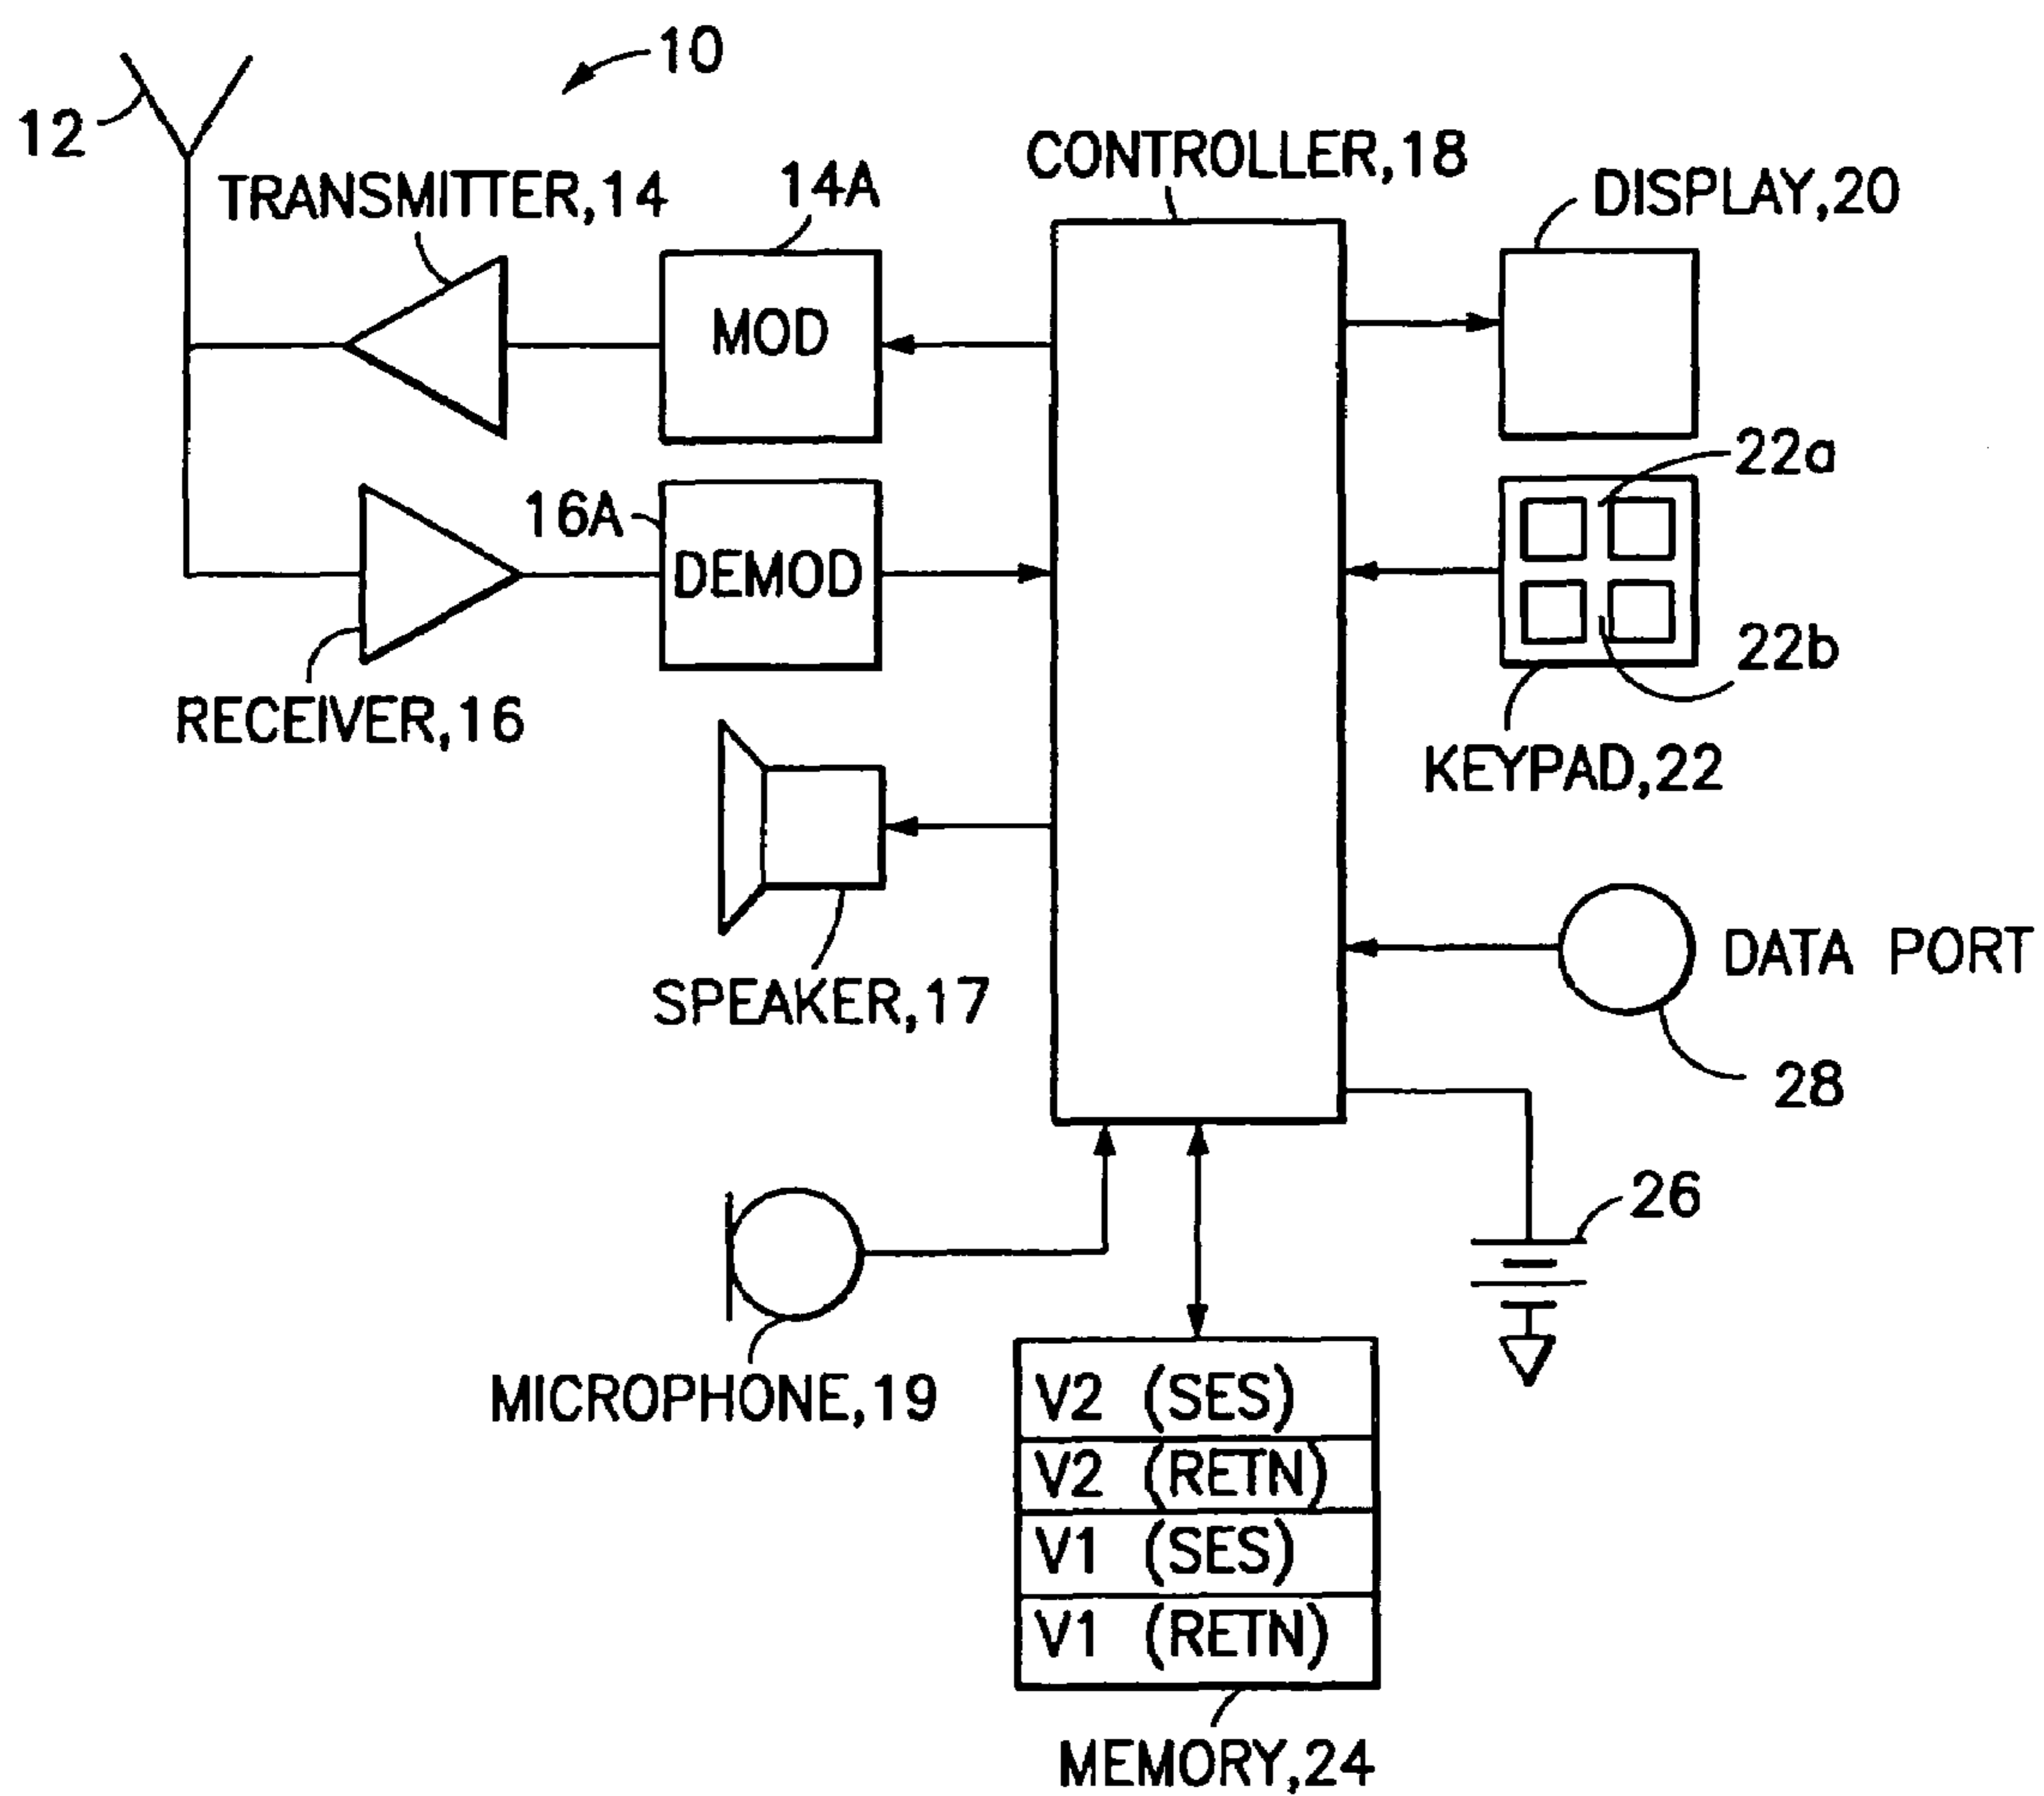 10
12
CONTROLLER,18
TRANSMITTER,14
14A
DISPLAY,20
MOD
22a
16A
DEMOD
22b
RECEIVER,16
KEYPAD,22
DATA PORT
SPEAKER,17
28
26
MICROPHONE,19
V2 (SES)
V2 (RETN)
V1 (SES)
V1 (RETN)
MEMORY,24